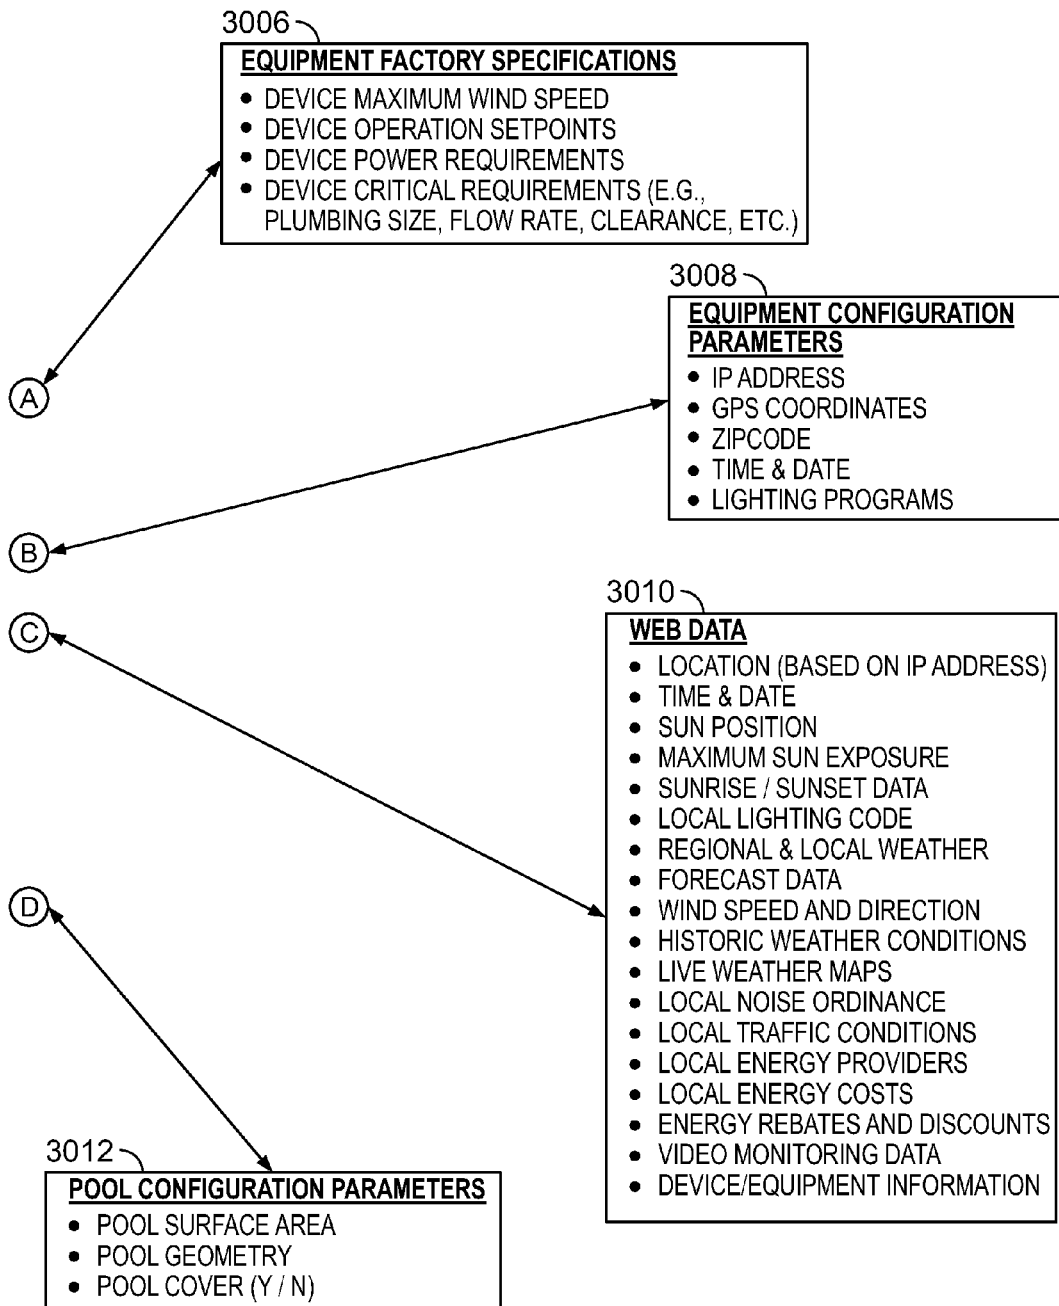 3006
EQUIPMENT FACTORY SPECIFICATIONS
• DEVICE MAXIMUM WIND SPEED
• DEVICE OPERATION SETPOINTS
• DEVICE POWER REQUIREMENTS
• DEVICE CRITICAL REQUIREMENTS (E.G.,
PLUMBING SIZE, FLOW RATE, CLEARANCE, ETC.)
3008
EQUIPMENT CONFIGURATION
PARAMETERS
• IP ADDRESS
• GPS COORDINATES
• ZIPCODE
• TIME & DATE
• LIGHTING PROGRAMS
A
B
C
D
3010
WEB DATA
• LOCATION (BASED ON IP ADDRESS)
• TIME & DATE
• SUN POSITION
• MAXIMUM SUN EXPOSURE
• SUNRISE / SUNSET DATA
• LOCAL LIGHTING CODE
• REGIONAL & LOCAL WEATHER
• FORECAST DATA
• WIND SPEED AND DIRECTION
• HISTORIC WEATHER CONDITIONS
• LIVE WEATHER MAPS
• LOCAL NOISE ORDINANCE
• LOCAL TRAFFIC CONDITIONS
• LOCAL ENERGY PROVIDERS
• LOCAL ENERGY COSTS
• ENERGY REBATES AND DISCOUNTS
• VIDEO MONITORING DATA
• DEVICE/EQUIPMENT INFORMATION
3012
POOL CONFIGURATION PARAMETERS
• POOL SURFACE AREA
• POOL GEOMETRY
• POOL COVER (Y / N)